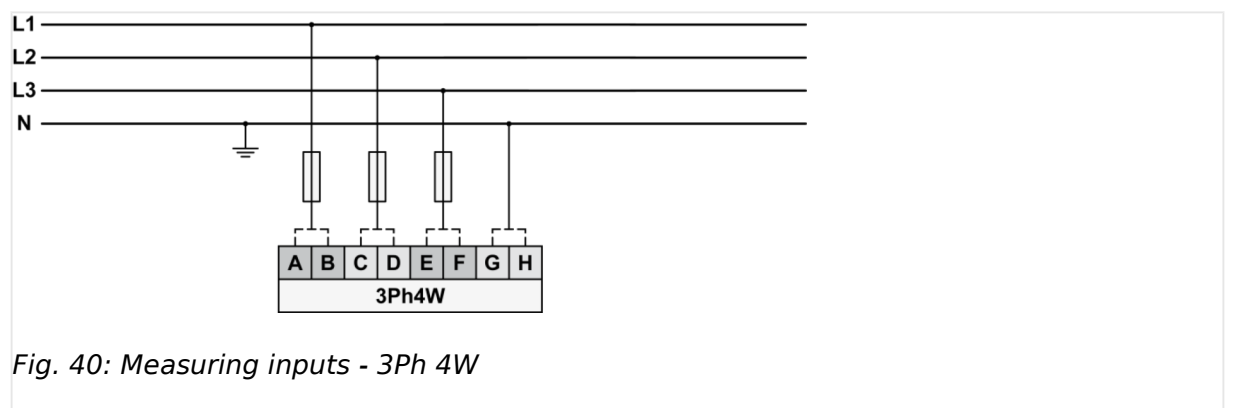 L1
L2
L3
N
A B C D E F G H
3Ph4W
Fig. 40: Measuring inputs - 3Ph 4W